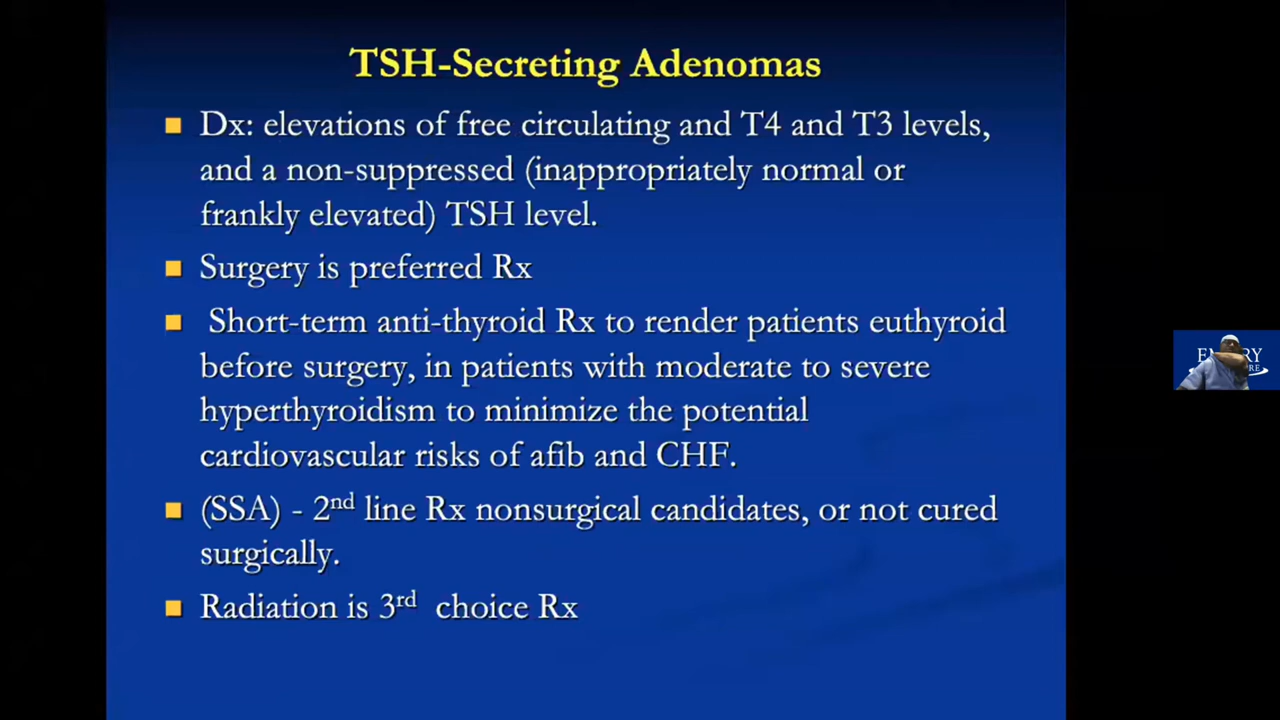 TSH-Secreting Adenomas
Dx: elevations of free circulating and T4 and T3 levels,
and a non-suppressed (inappropriately normal or
frankly elevated) TSH level.
Surgery is preferred Rx
Short-term anti-thyroid Rx to render patients euthyroid
before surgery, in patients with moderate to severe
hyperthyroidism to minimize the potential
cardiovascular risks of afib and CHF.
(SSA) - 2nd line Rx nonsurgical candidates, or not cured
surgically.
Radiation is 3rd choice Rx